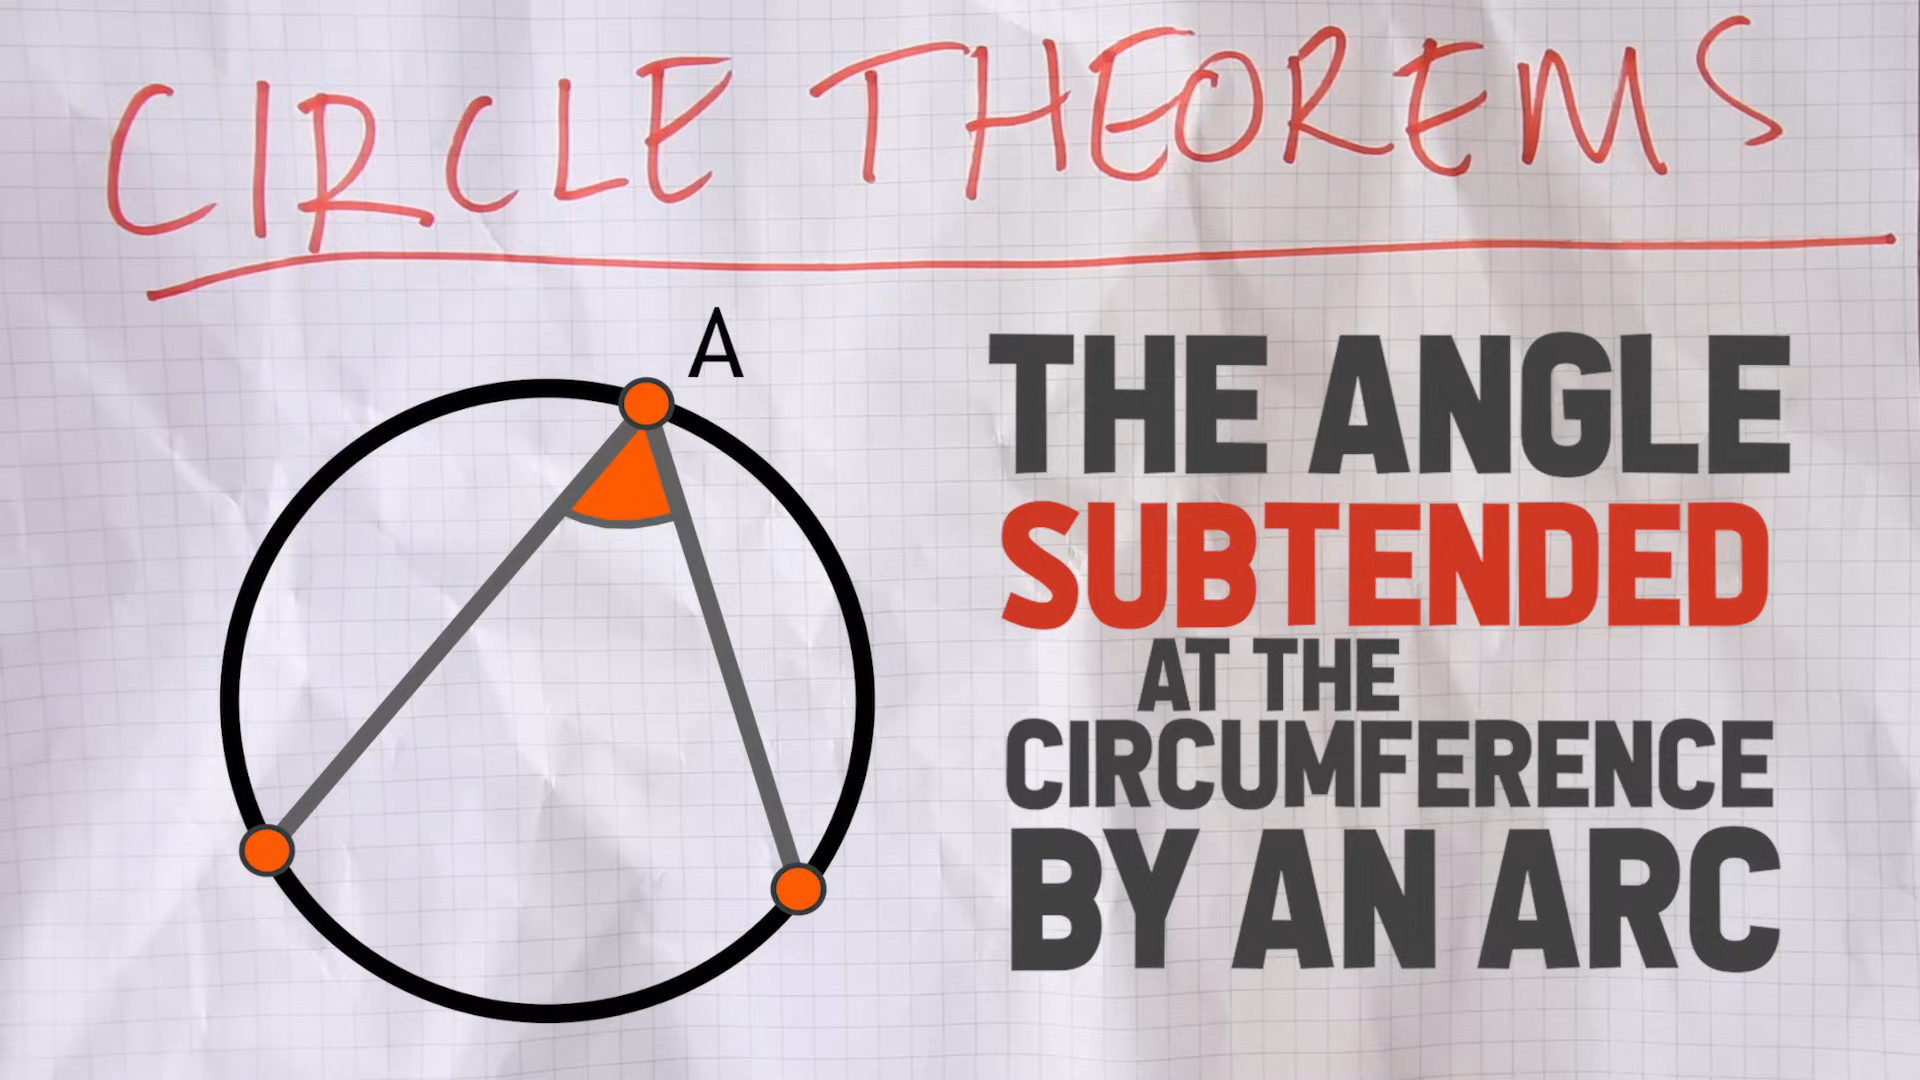 CIRCLE THEOREMS
A
THE ANGLE
SUBTENDED
AT THE
CIRCUMFERENCE
BY AN ARC